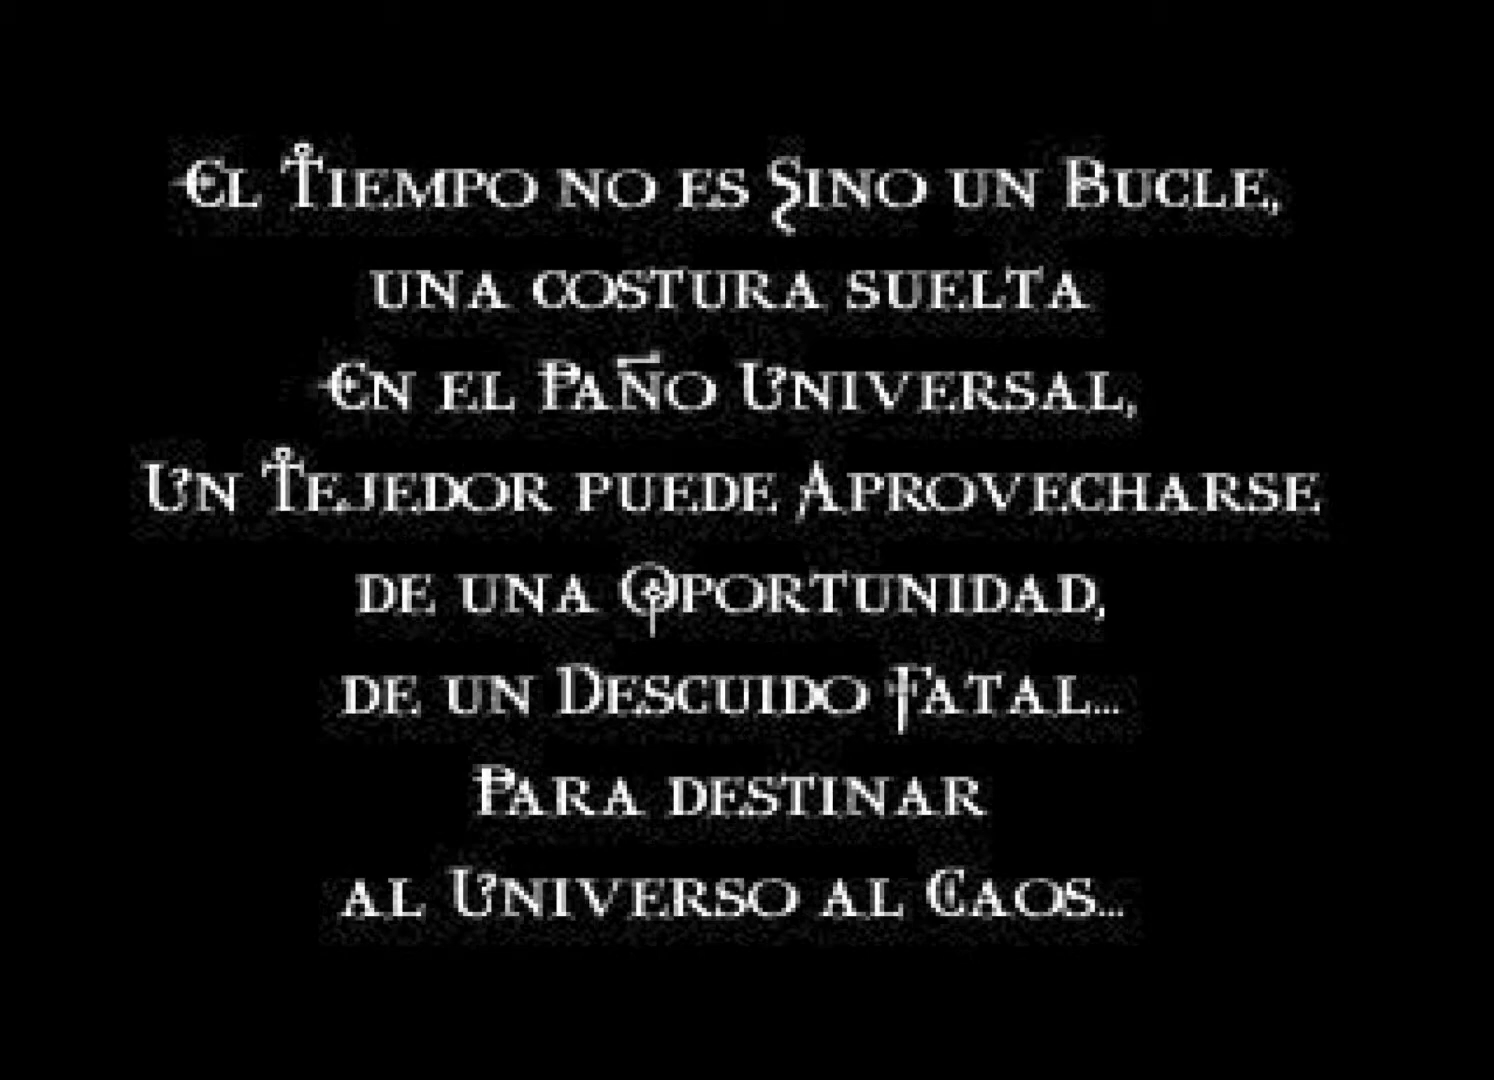 El Tiempo no es Sino un Bucle,
una costura suelta
En el Paño Universal,
Un Tejedor puede Aprovecharse
de una Oportunidad,
de un Descuido Fatal...
Para destinar
al Universo al Caos...